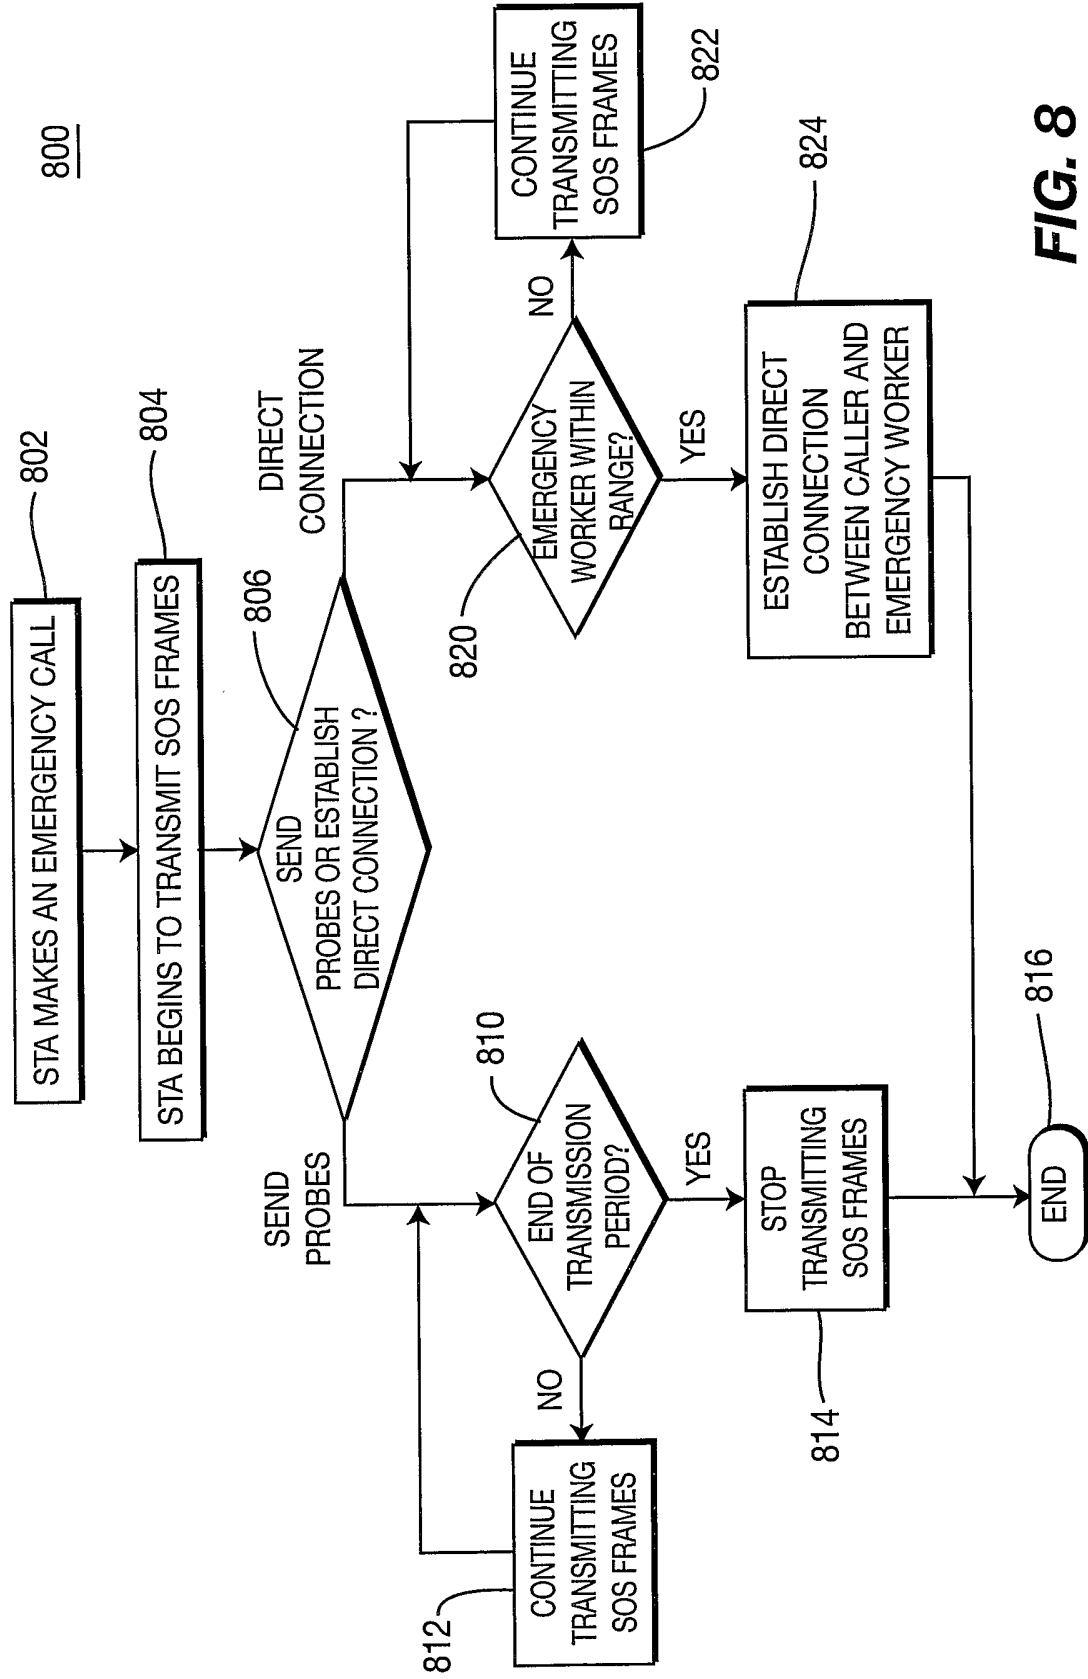 800
STA MAKES AN EMERGENCY CALL
802
STA BEGINS TO TRANSMIT SOS FRAMES
804
SEND
PROBES OR ESTABLISH
DIRECT CONNECTION ?
806
SEND
PROBES
DIRECT
CONNECTION
END OF
TRANSMISSION
PERIOD?
810
NO
CONTINUE
TRANSMITTING
SOS FRAMES
812
YES
STOP
TRANSMITTING
SOS FRAMES
814
EMERGENCY
WORKER WITHIN
RANGE?
820
NO
CONTINUE
TRANSMITTING
SOS FRAMES
822
YES
ESTABLISH DIRECT
CONNECTION
BETWEEN CALLER AND
EMERGENCY WORKER
824
END
816
FIG. 8